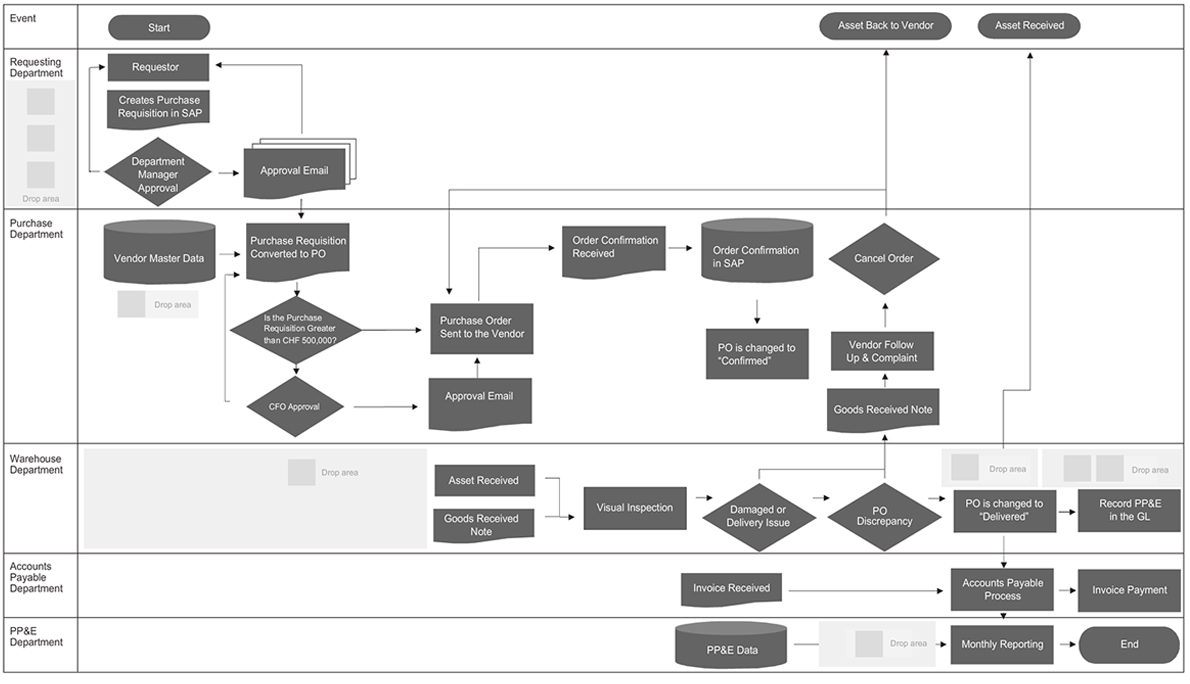 Event
Start
Asset Back to Vendor
Asset Received
Requesting
Department
Requestor
Creates Purchase
Requisition in SAP
Department
Manager
Approval
Approval Email
Drop area
Purchase
Department
Vendor Master Data
Purchase Requisition
Converted to PO
Order Confirmation
Received
Order Confirmation
in SAP
Cancel Order
Drop area
Is the Purchase
Requisition Greater
than CHF 500,000?
Purchase Order
Sent to the Vendor
PO is changed to
“Confirmed”
Vendor Follow
Up & Complaint
CFO Approval
Approval Email
Goods Received Note
Warehouse
Department
Drop area
Asset Received
Goods Received
Note
Visual Inspection
Damaged or
Delivery Issue
PO
Discrepancy
Drop area
Drop area
PO is changed to
“Delivered”
Record PP&E
in the GL
Accounts
Payable
Department
Invoice Received
Accounts Payable
Process
Invoice Payment
PP&E
Department
PP&E Data
Drop area
Monthly Reporting
End